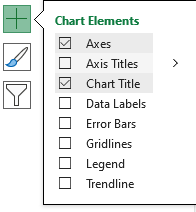 Chart Elements
Axes
Axis Titles
Chart Title
Data Labels
Error Bars
Gridlines
Legend
Trendline